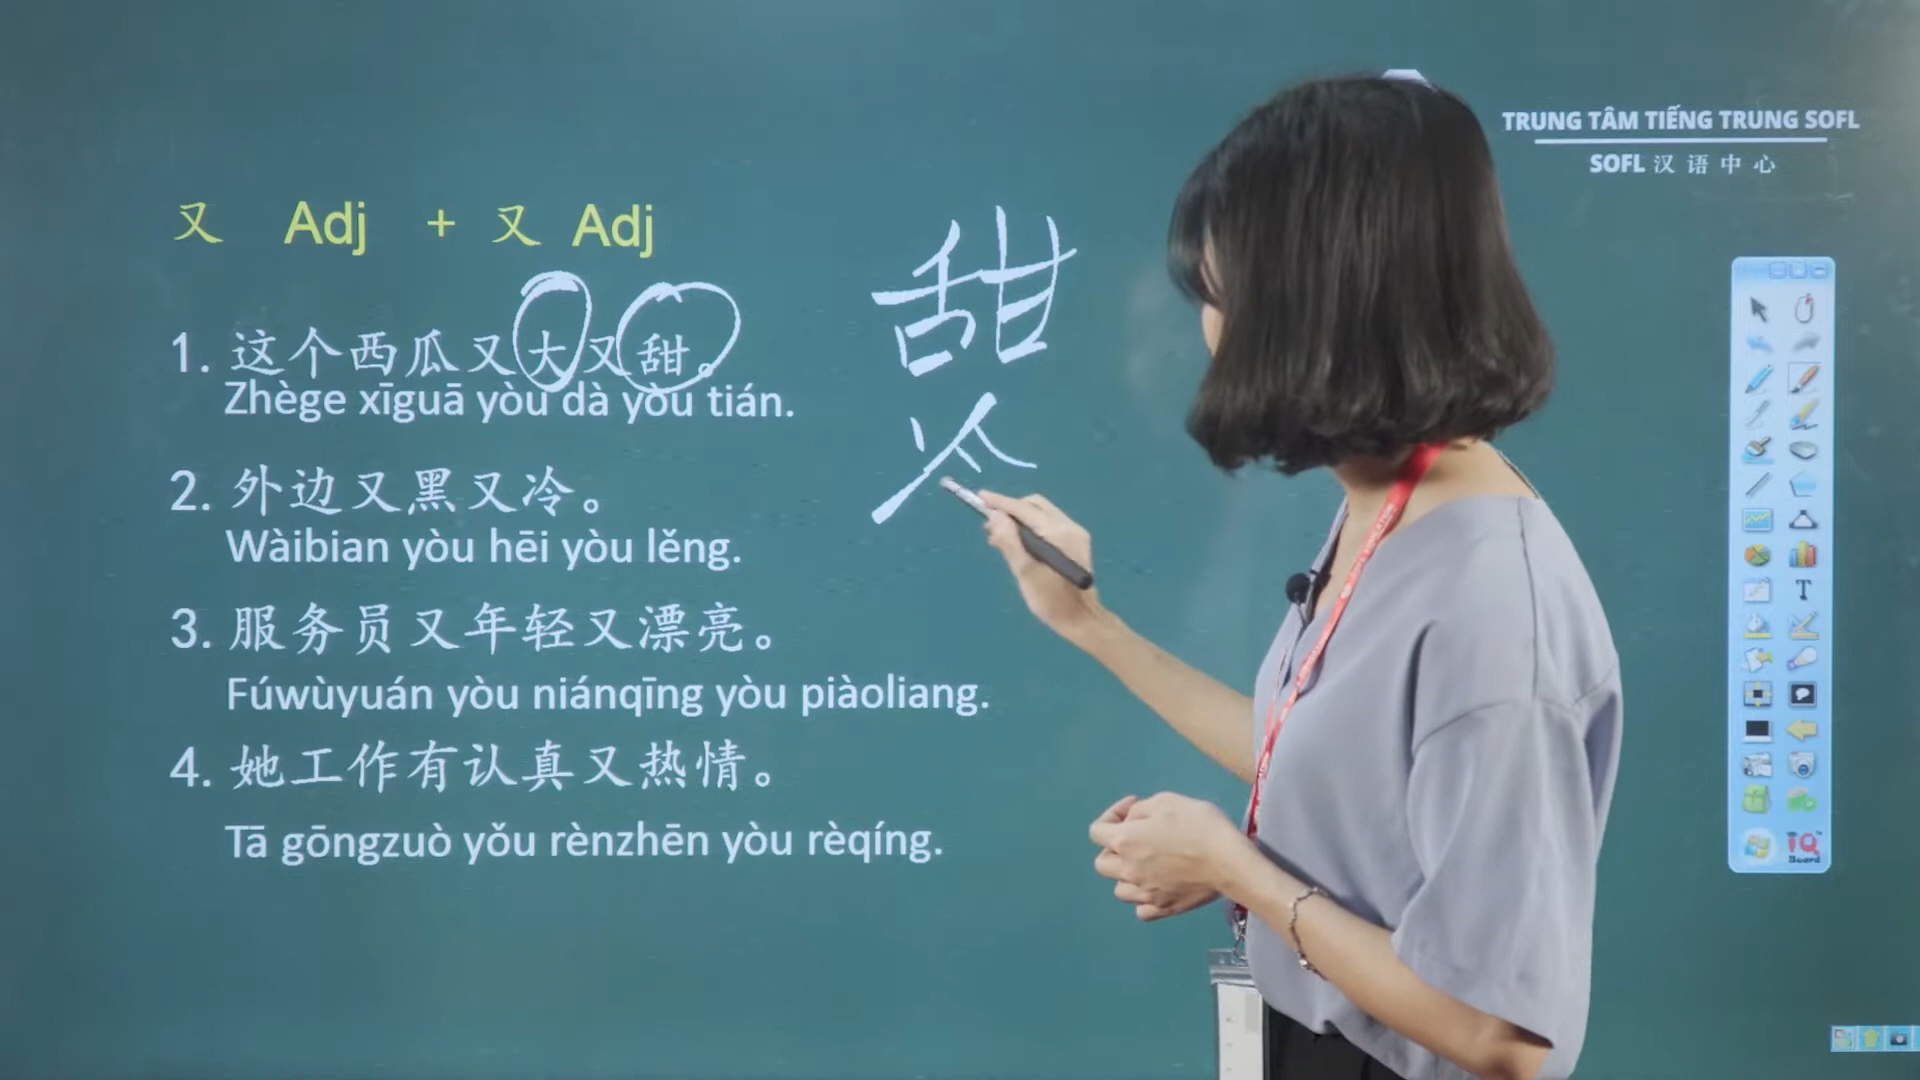 TRUNG TÂM TIẾNG TRUNG SOFL
SOFL 汉语中心
又 Adj + 又 Adj
1. 这个西瓜又大又甜。
Zhège xīguā yòu dà yòu tián.
2. 外边又黑又冷。
Wàibian yòu hēi yòu lěng.
3. 服务员又年轻又漂亮。
Fúwùyuán yòu niánqīng yòu piàoliang.
4. 她工作有认真又热情。
Tā gōngzuò yǒu rènzhēn yòu rèqíng.
甜
T
IQ
Board